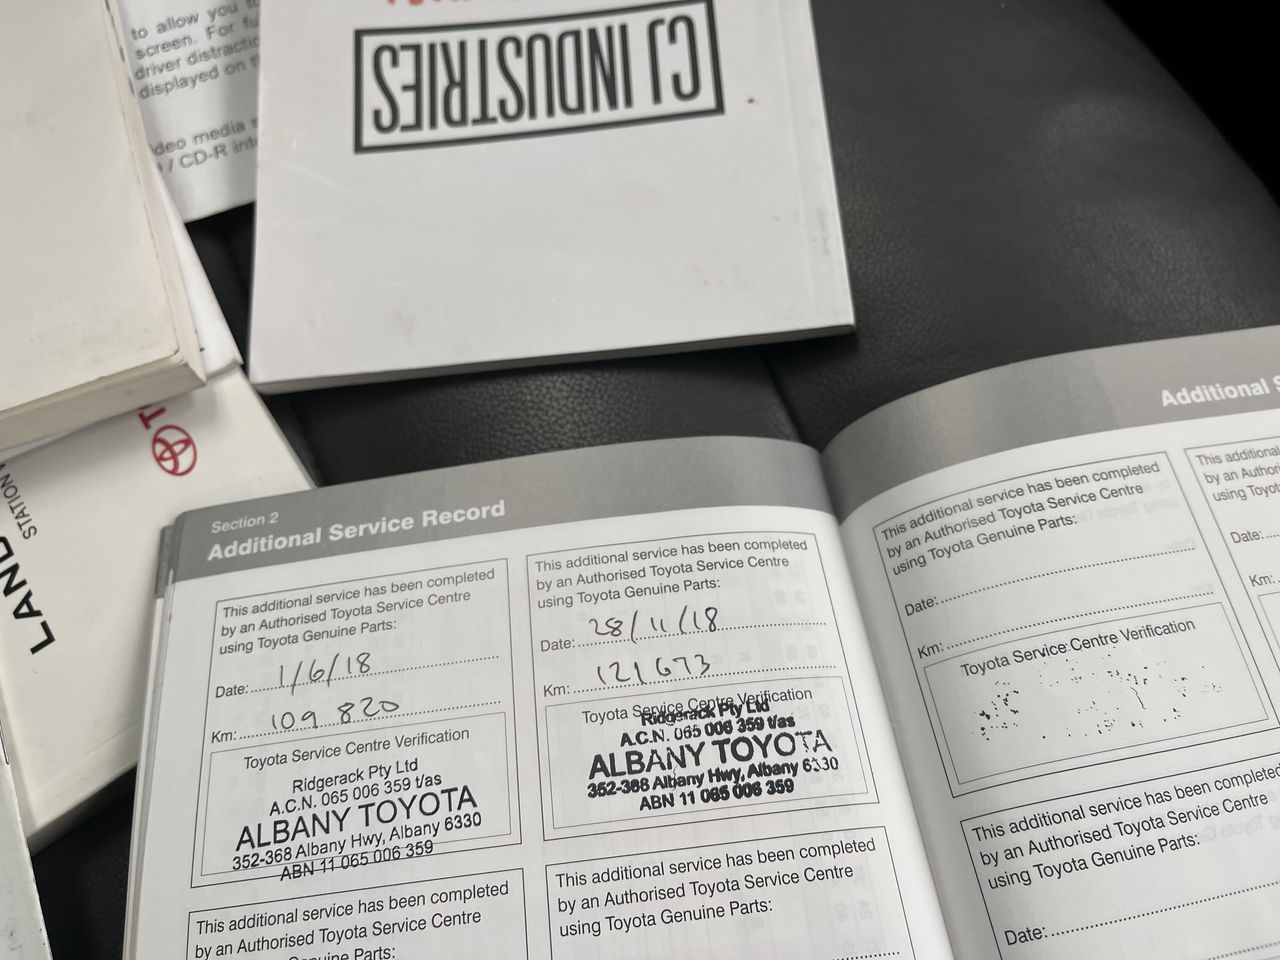 to allow you to
screen. For fu
driver distractio
displayed on
deo media
/ CD-R
CJ INDUSTRIES
LAND
STATION
Section 2
Additional Service Record
This additional service has been completed
by an Authorised Toyota Service Centre
using Toyota Genuine Parts:
Date: 1/6/18
Km: 109 820
Toyota Service Centre Verification
Ridgerack Pty Ltd
A.C.N. 065 006 359 t/as
ALBANY TOYOTA
352-368 Albany Hwy, Albany 6330
ABN 11 065 006 359
This additional service has been completed
by an Authorised Toyota Service Centre
using Toyota Genuine Parts:
Date: 28/11/18
Km: 121673
Toyota Service Centre Verification
Ridgerack Pty Ltd
A.C.N. 065 006 359 t/as
ALBANY TOYOTA
352-368 Albany Hwy, Albany 6330
ABN 11 065 006 359
This additional service has been completed
by an Authorised Toyota Service Centre
nuine Parts:
This additional service has been completed
by an Authorised Toyota Service Centre
using Toyota Genuine Parts:
Additional S
This additional service has been completed
by an Authorised Toyota Service Centre
using Toyota Genuine Parts:
Date:
Km:
Toyota Service Centre Verification
This additional
by an Author
using Toyot
Date:
Km:
This additional service has been completed
by an Authorised Toyota Service Centre
using Toyota Genuine Parts:
Date: